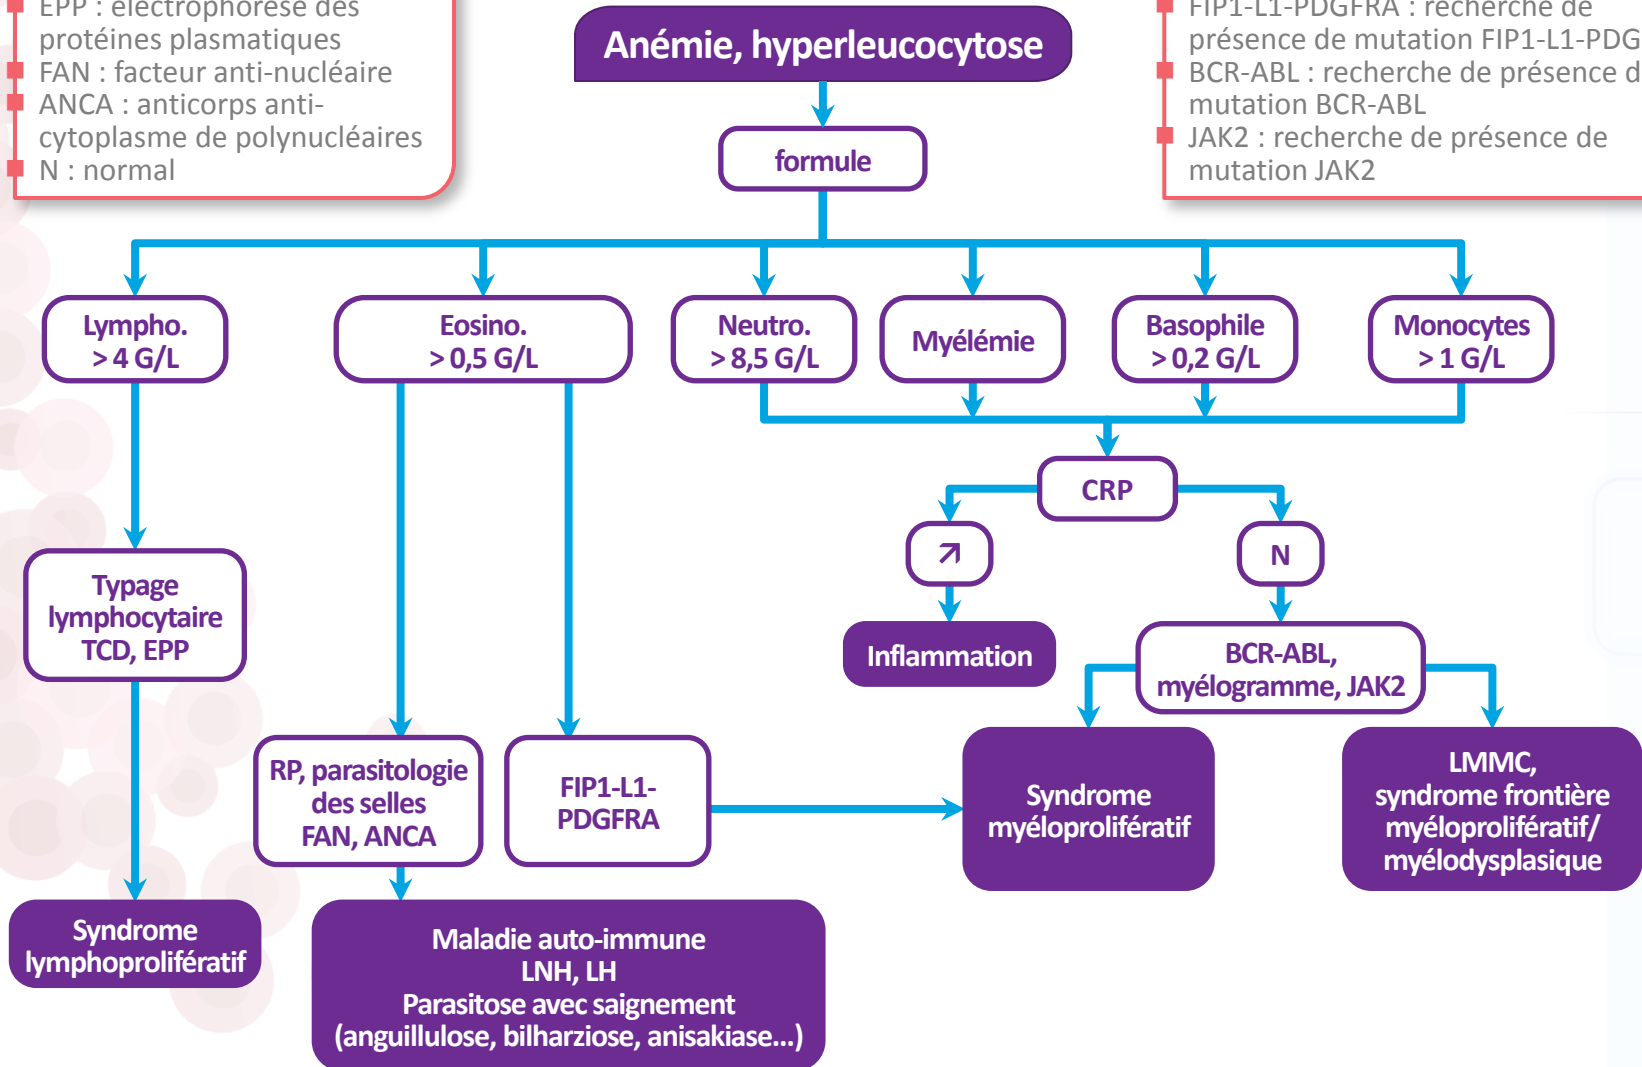 EPP : électrophorèse des
protéines plasmatiques
FAN : facteur anti-nucléaire
ANCA : anticorps anti-
cytoplasme de polynucléaires
N : normal
Anémie, hyperleucocytose
FIP1-L1-PDGFRA : recherche de
présence de mutation FIP1-L1-PDG
BCR-ABL : recherche de présence d
mutation BCR-ABL
JAK2 : recherche de présence de
mutation JAK2
formule
Lympho.
> 4 G/L
Eosino.
> 0,5 G/L
Neutro.
> 8,5 G/L
Myélémie
Basophile
> 0,2 G/L
Monocytes
> 1 G/L
CRP
↗
N
Typage
lymphocytaire
TCD, EPP
Inflammation
BCR-ABL,
myélogramme, JAK2
RP, parasitologie
des selles
FAN, ANCA
FIP1-L1-
PDGFRA
Syndrome
myéloprolifératif
LMMC,
syndrome frontière
myéloprolifératif/
myélodysplasique
Syndrome
lymphoprolifératif
Maladie auto-immune
LNH, LH
Parasitose avec saignement
(anguillulose, bilharziose, anisakiase...)